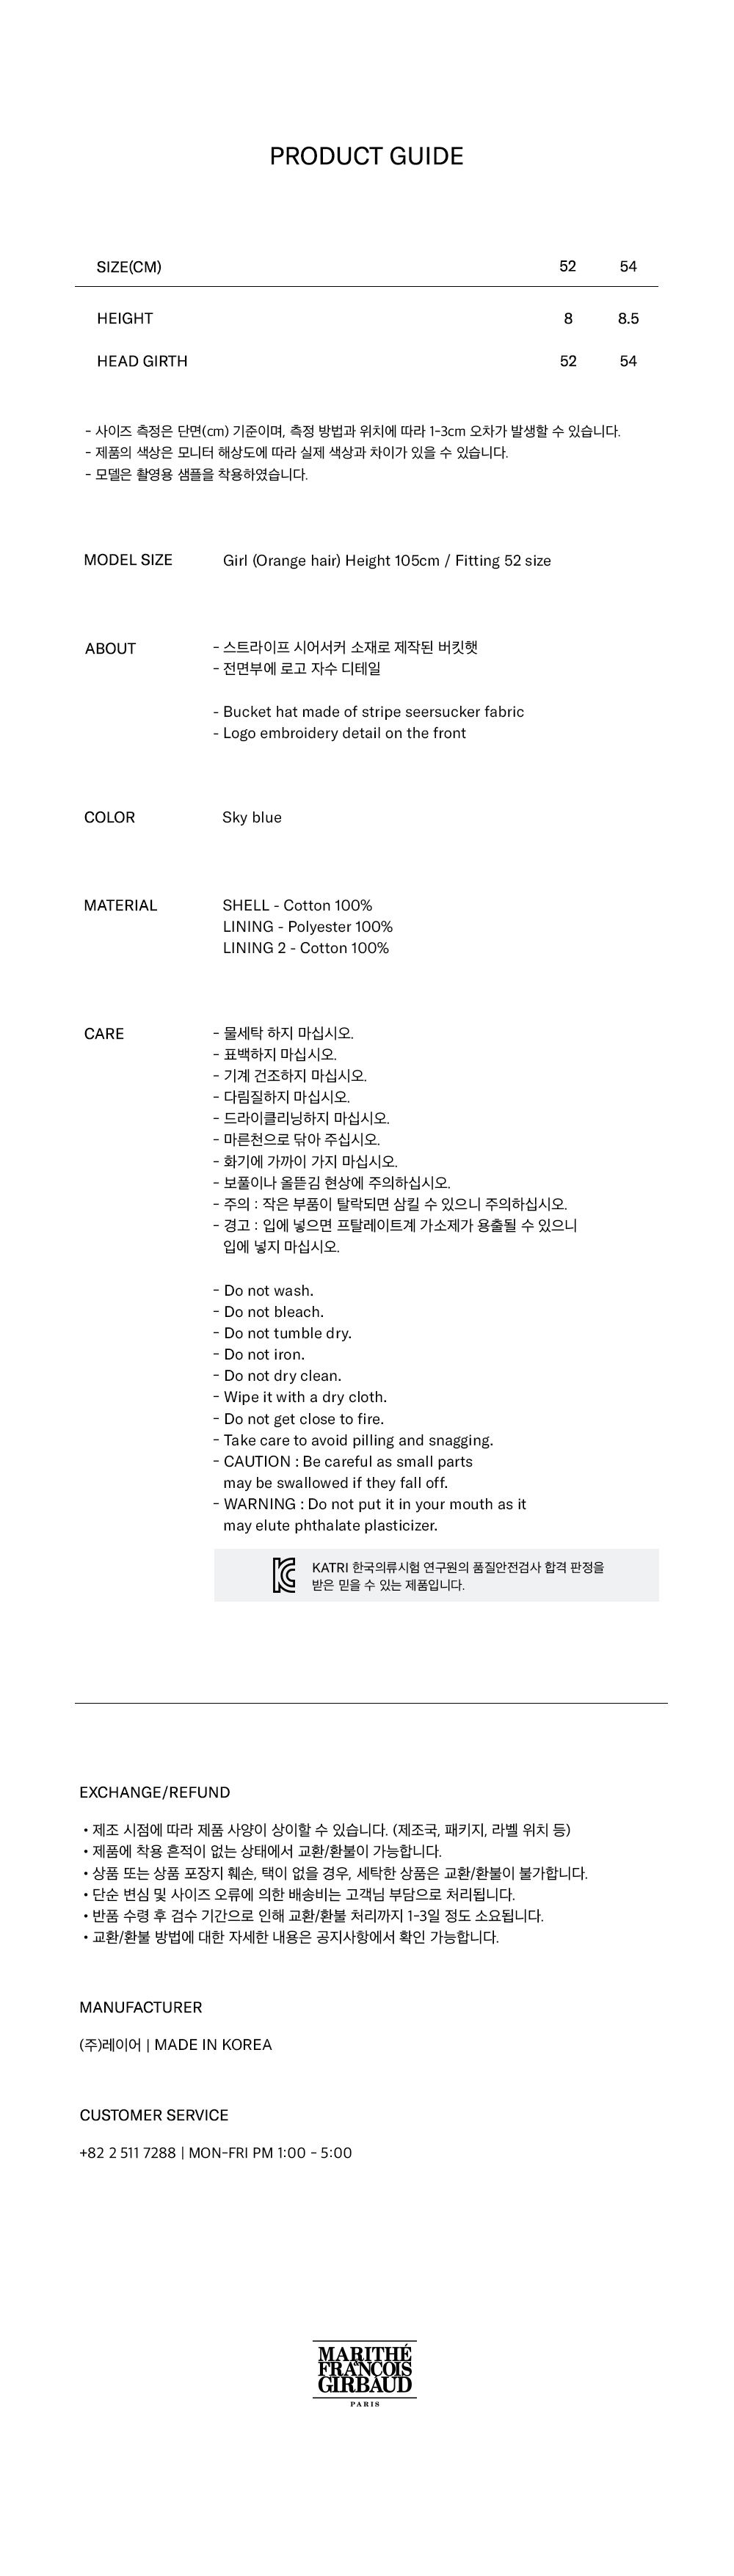 PRODUCT GUIDE
SIZE(CM) 52 54
HEIGHT 8 8.5
HEAD GIRTH 52 54
- 사이즈 측정은 단면(cm) 기준이며, 측정 방법과 위치에 따라 1-3cm 오차가 발생할 수 있습니다.
- 제품의 색상은 모니터 해상도에 따라 실제 색상과 차이가 있을 수 있습니다.
- 모델은 촬영용 샘플을 착용하였습니다.
MODEL SIZE Girl (Orange hair) Height 105cm / Fitting 52 size
ABOUT - 스트라이프 시어서커 소재로 제작된 버킷햇
- 전면부에 로고 자수 디테일
- Bucket hat made of stripe seersucker fabric
- Logo embroidery detail on the front
COLOR Sky blue
MATERIAL SHELL - Cotton 100%
LINING - Polyester 100%
LINING 2 - Cotton 100%
CARE - 물세탁 하지 마십시오.
- 표백하지 마십시오.
- 기계 건조하지 마십시오.
- 다림질하지 마십시오.
- 드라이클리닝하지 마십시오.
- 마른천으로 닦아 주십시오.
- 화기에 가까이 가지 마십시오.
- 보풀이나 올뜯김 현상에 주의하십시오.
- 주의 : 작은 부품이 탈락되면 삼킬 수 있으니 주의하십시오.
- 경고 : 입에 넣으면 프탈레이트계 가소제가 용출될 수 있으니
입에 넣지 마십시오.
- Do not wash.
- Do not bleach.
- Do not tumble dry.
- Do not iron.
- Do not dry clean.
- Wipe it with a dry cloth.
- Do not get close to fire.
- Take care to avoid pilling and snagging.
- CAUTION : Be careful as small parts
may be swallowed if they fall off.
- WARNING : Do not put it in your mouth as it
may elute phthalate plasticizer.
KC KATRI 한국의류시험 연구원의 품질안전검사 합격 판정을
받은 믿을 수 있는 제품입니다.
EXCHANGE/REFUND
• 제조 시점에 따라 제품 사양이 상이할 수 있습니다. (제조국, 패키지, 라벨 위치 등)
• 제품에 착용 흔적이 없는 상태에서 교환/환불이 가능합니다.
• 상품 또는 상품 포장지 훼손, 택이 없을 경우, 세탁한 상품은 교환/환불이 불가합니다.
• 단순 변심 및 사이즈 오류에 의한 배송비는 고객님 부담으로 처리됩니다.
• 반품 수령 후 검수 기간으로 인해 교환/환불 처리까지 1-3일 정도 소요됩니다.
• 교환/환불 방법에 대한 자세한 내용은 공지사항에서 확인 가능합니다.
MANUFACTURER
(주)레이어 | MADE IN KOREA
CUSTOMER SERVICE
+82 2 511 7288 | MON-FRI PM 1:00 - 5:00
MARITHÉ
FRANCOIS
&
GIRBAUD
PARIS